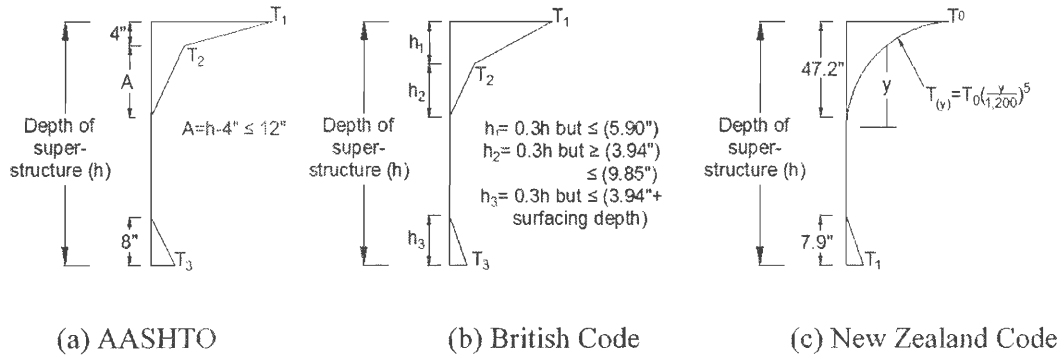 T1
4"
T2
A
Depth of
super-
structure (h)
A=h-4" ≤ 12"
8"
T3
(a) AASHTO
T1
h1
T2
h2
Depth of
super-
structure (h)
h1= 0.3h but ≤ (5.90")
h2= 0.3h but ≥ (3.94")
≤ (9.85")
h3= 0.3h but ≤ (3.94"+
surfacing depth)
h3
T3
(b) British Code
T0
47.2"
y
T(y)=T0(y/1,200)^5
Depth of
super-
structure (h)
7.9"
T1
(c) New Zealand Code